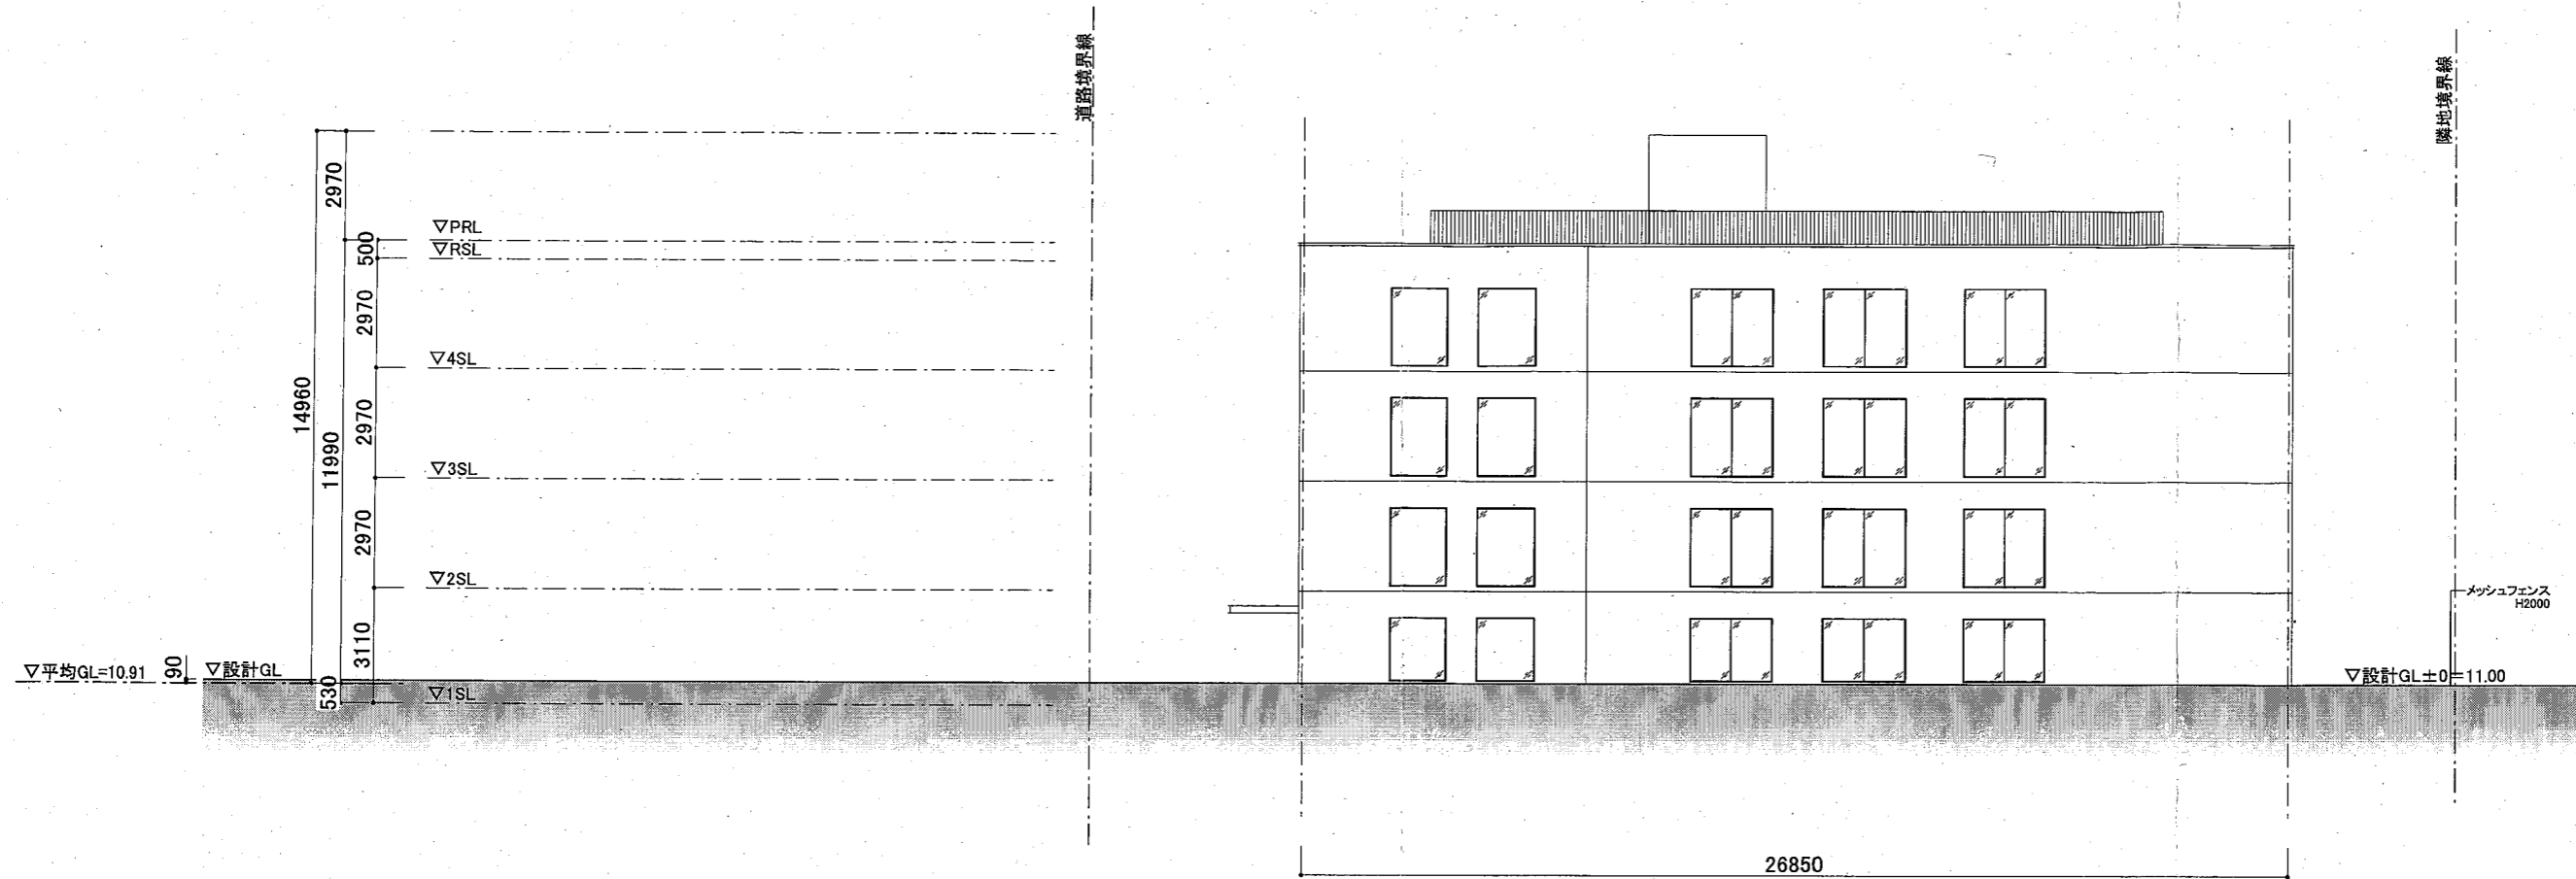 道路境界線
隣地境界線
2970
▽PRL
500
▽RSL
2970
▽4SL
14960
11990
2970
▽3SL
2970
▽2SL
メッシュフェンス
H2000
3110
▽平均GL=10.91
90
▽設計GL
▽設計GL±0=11.00
530
▽1SL
26850